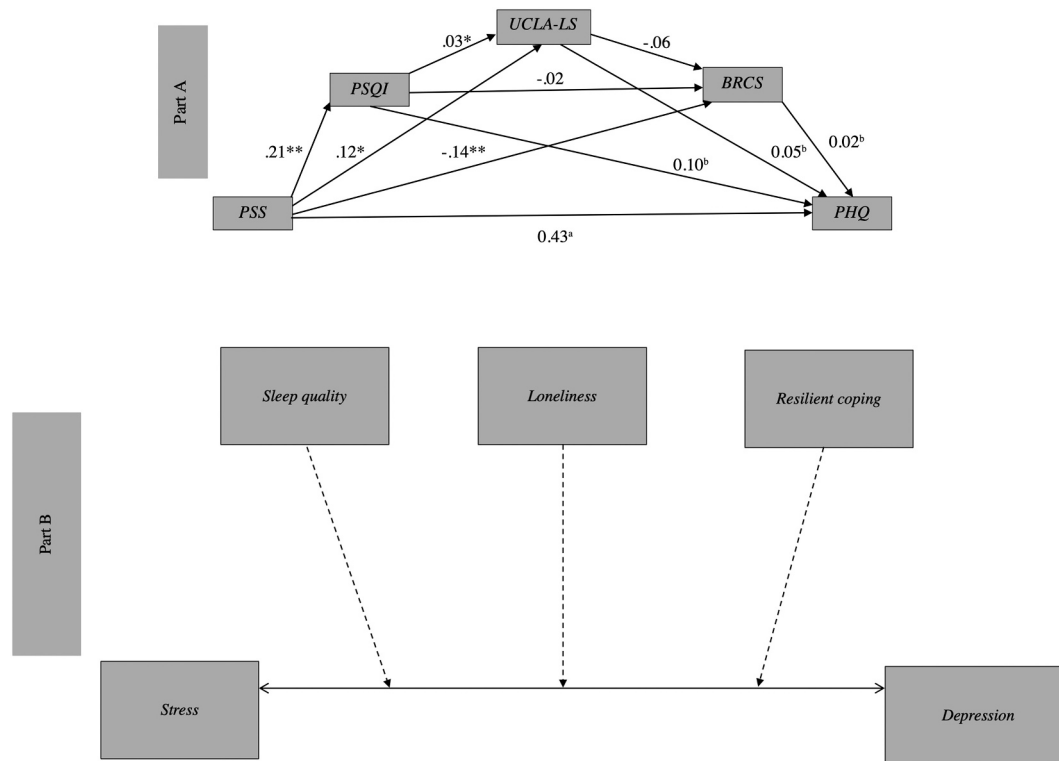 Part A
UCLA-LS
.03*
-.06
PSQI
-.02
BRCS
.21**
.12*
-.14**
0.10ᵇ
0.05ᵇ
0.02ᵇ
PSS
PHQ
0.43ᵃ
Part B
Sleep quality
Loneliness
Resilient coping
Stress
Depression